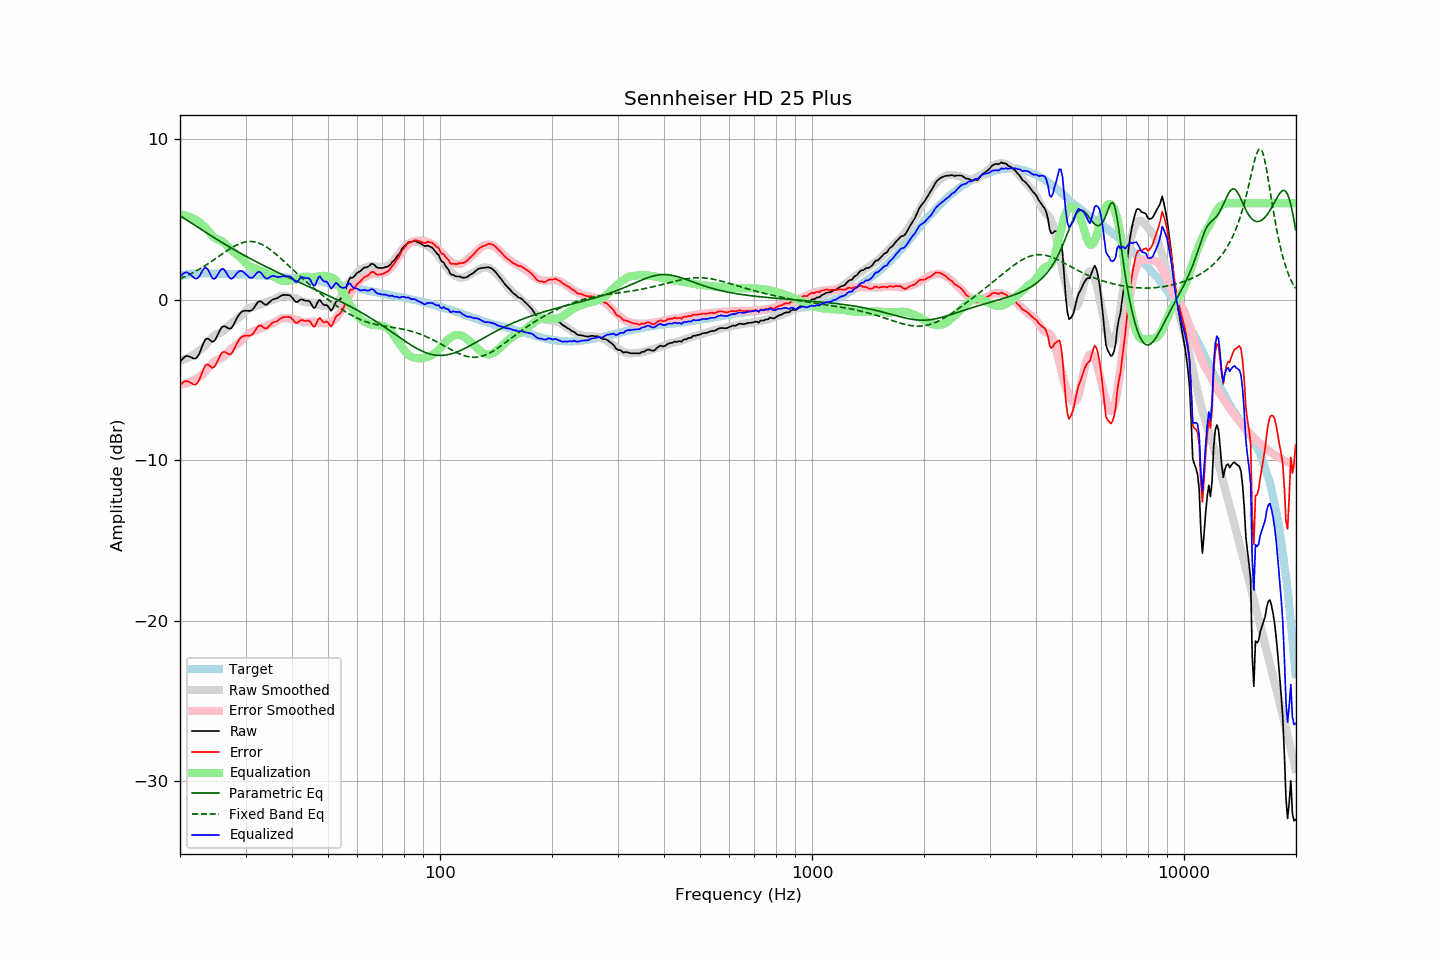 Sennheiser HD 25 Plus
10
0
−10
−20
−30
Amplitude (dBr)
Target
Raw Smoothed
Error Smoothed
Raw
Error
Equalization
Parametric Eq
Fixed Band Eq
Equalized
100
1000
10000
Frequency (Hz)